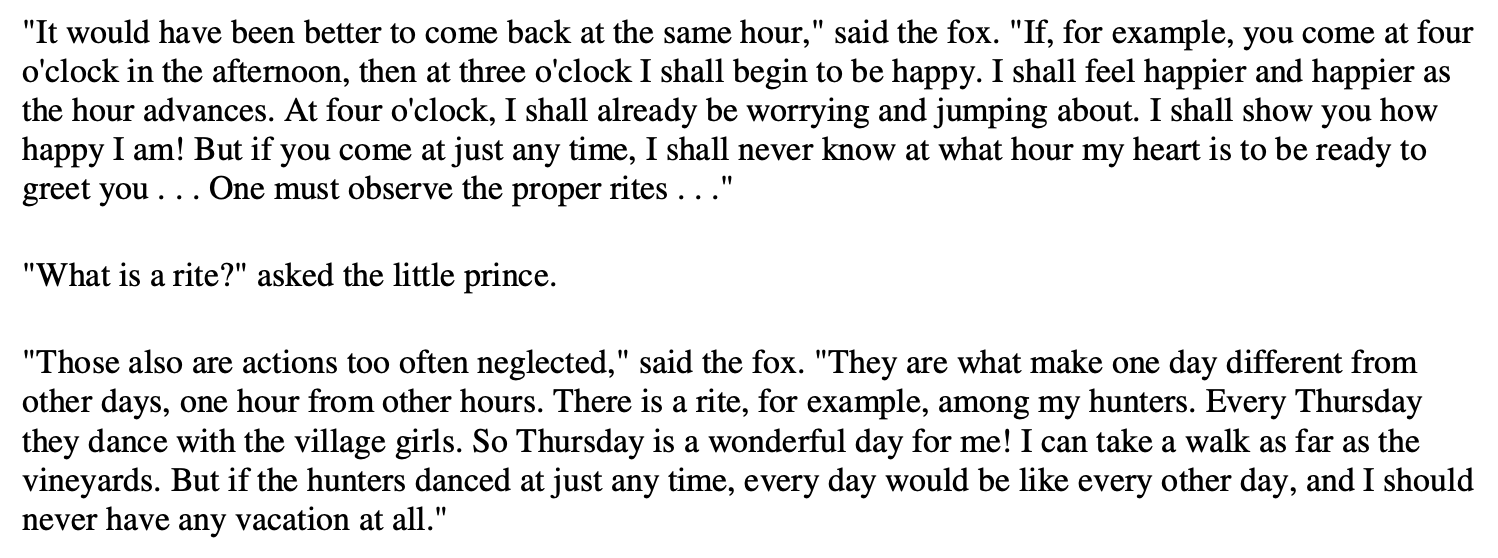 "It would have been better to come back at the same hour," said the fox. "If, for example, you come at four
o'clock in the afternoon, then at three o'clock I shall begin to be happy. I shall feel happier and happier as
the hour advances. At four o'clock, I shall already be worrying and jumping about. I shall show you how
happy I am! But if you come at just any time, I shall never know at what hour my heart is to be ready to
greet you . . . One must observe the proper rites . . ."
"What is a rite?" asked the little prince.
"Those also are actions too often neglected," said the fox. "They are what make one day different from
other days, one hour from other hours. There is a rite, for example, among my hunters. Every Thursday
they dance with the village girls. So Thursday is a wonderful day for me! I can take a walk as far as the
vineyards. But if the hunters danced at just any time, every day would be like every other day, and I should
never have any vacation at all."